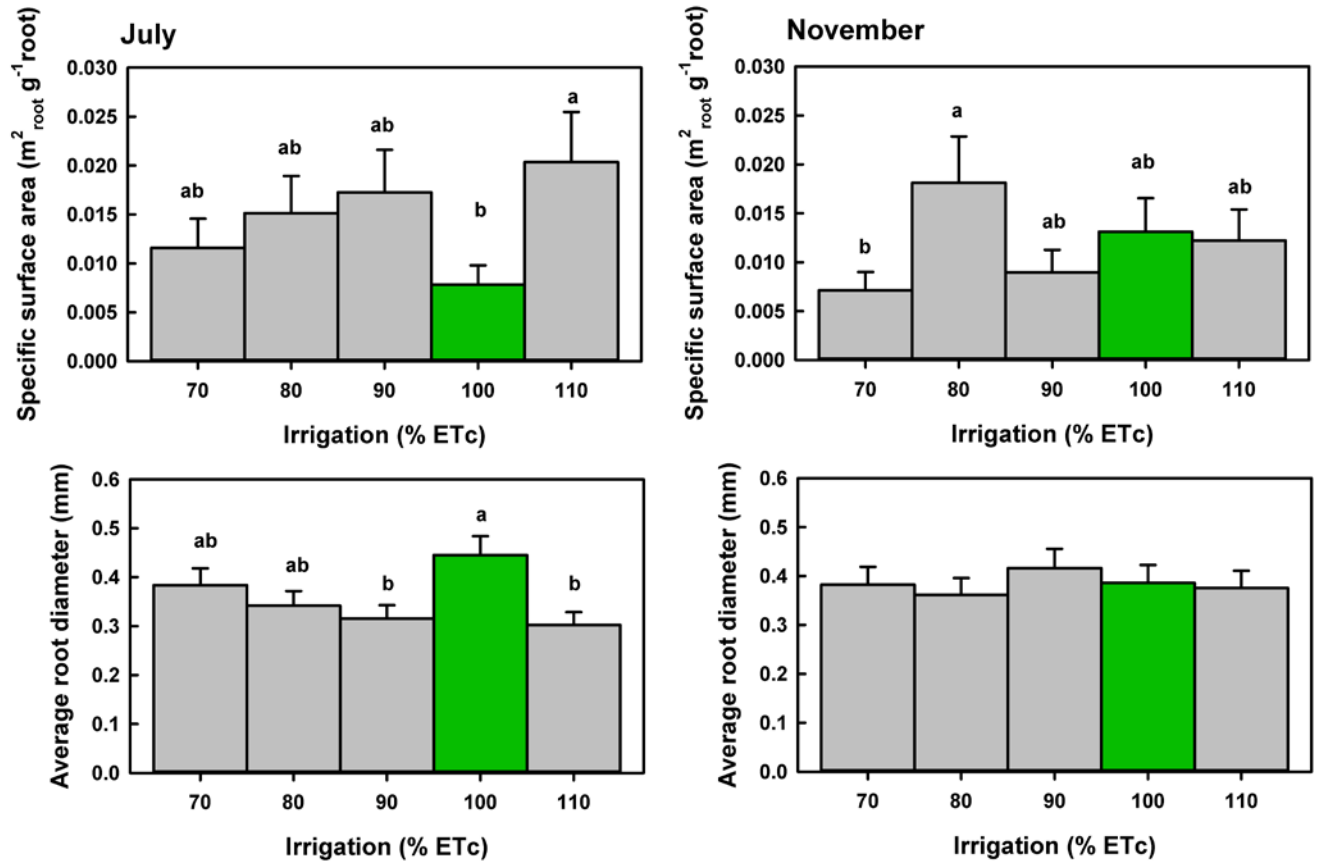 July
Specific surface area (m²root g⁻¹root)
0.030
0.025
0.020
0.015
0.010
0.005
0.000
ab
ab
ab
b
a
70 80 90 100 110
Irrigation (% ETc)
November
Specific surface area (m²root g⁻¹root)
0.030
0.025
0.020
0.015
0.010
0.005
0.000
b
a
ab
ab
ab
70 80 90 100 110
Irrigation (% ETc)
Average root diameter (mm)
0.6
0.5
0.4
0.3
0.2
0.1
0.0
ab
ab
b
a
b
70 80 90 100 110
Irrigation (% ETc)
Average root diameter (mm)
0.6
0.5
0.4
0.3
0.2
0.1
0.0
70 80 90 100 110
Irrigation (% ETc)